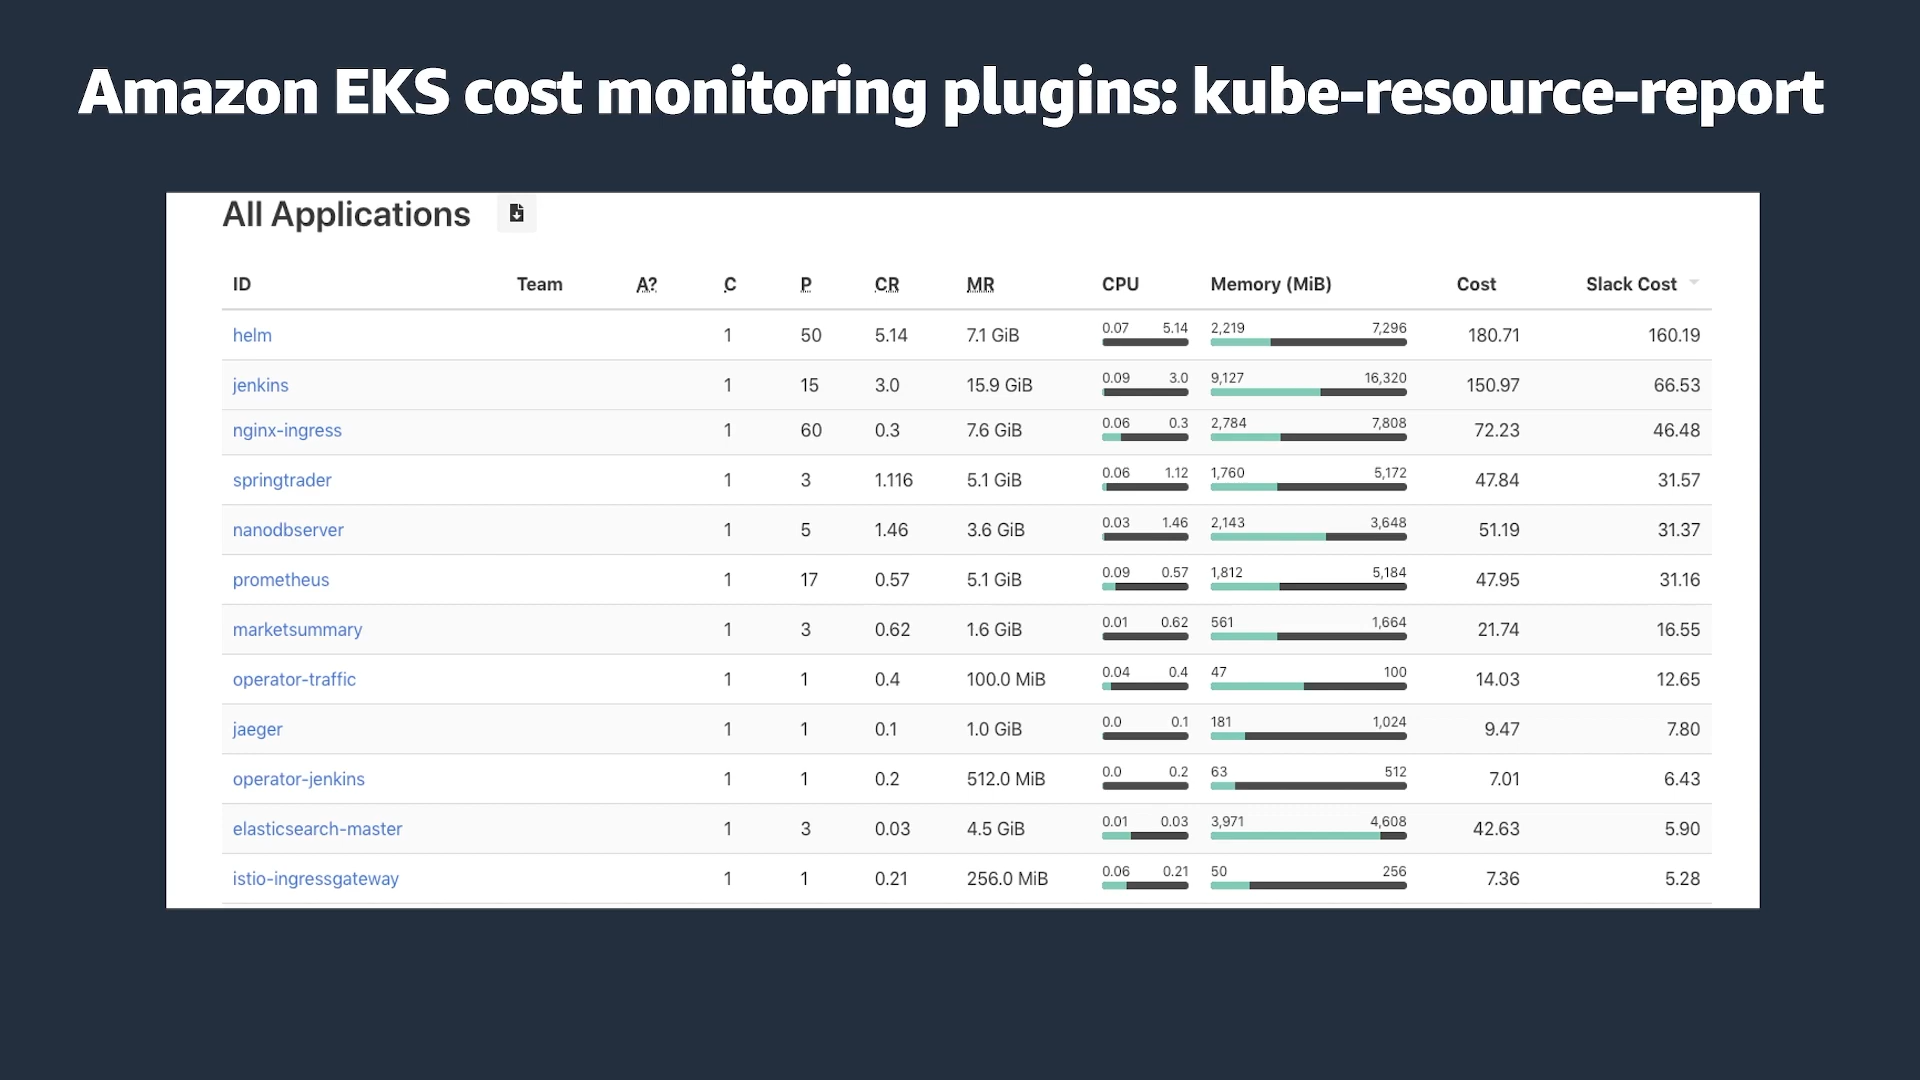 Amazon EKS cost monitoring plugins: kube-resource-report
All Applications
ID Team A? C P CR MR CPU Memory (MiB) Cost Slack Cost
helm 1 50 5.14 7.1 GiB 0.07 5.14 2,219 7,296 180.71 160.19
jenkins 1 15 3.0 15.9 GiB 0.09 3.0 9,127 16,320 150.97 66.53
nginx-ingress 1 60 0.3 7.6 GiB 0.06 0.3 2,784 7,808 72.23 46.48
springtrader 1 3 1.116 5.1 GiB 0.06 1.12 1,760 5,172 47.84 31.57
nanodbserver 1 5 1.46 3.6 GiB 0.03 1.46 2,143 3,648 51.19 31.37
prometheus 1 17 0.57 5.1 GiB 0.09 0.57 1,812 5,184 47.95 31.16
marketsummary 1 3 0.62 1.6 GiB 0.01 0.62 561 1,664 21.74 16.55
operator-traffic 1 1 0.4 100.0 MiB 0.04 0.4 47 100 14.03 12.65
jaeger 1 1 0.1 1.0 GiB 0.0 0.1 181 1,024 9.47 7.80
operator-jenkins 1 1 0.2 512.0 MiB 0.0 0.2 63 512 7.01 6.43
elasticsearch-master 1 3 0.03 4.5 GiB 0.01 0.03 3,971 4,608 42.63 5.90
istio-ingressgateway 1 1 0.21 256.0 MiB 0.06 0.21 50 256 7.36 5.28